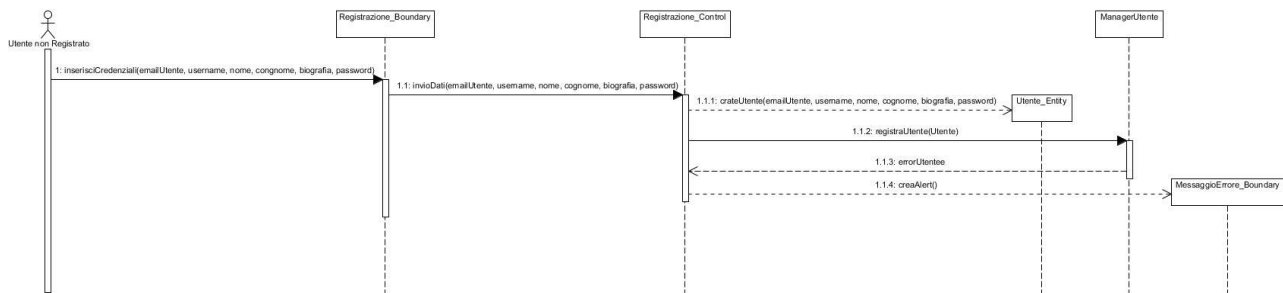 Registrazione_Boundary
Registrazione_Control
ManagerUtente
Utente non Registrato
1: inserisciCredenziali(emailUtente, username, nome, congnome, biografia, password)
1.1: invioDati(emailUtente, username, nome, cognome, biografia, password)
1.1.1: crateUtente(emailUtente, username, nome, cognome, biografia, password)
Utente_Entity
1.1.2: registraUtente(Utente)
1.1.3: errorUtentee
1.1.4: creaAlert()
MessaggioErrore_Boundary